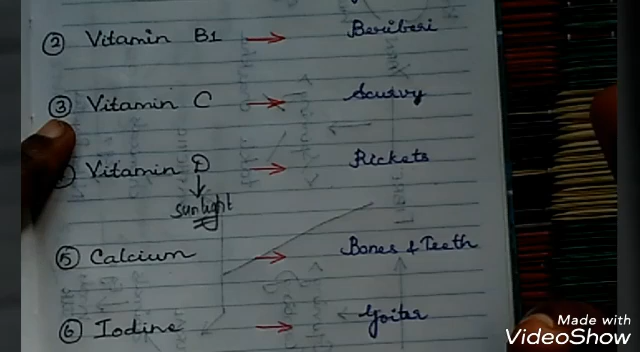 ② Vitamin B1 → Beriberi
③ Vitamin C → Scurvy
Vitamin D → Rickets
↓
sunlight
⑤ Calcium → Bones & Teeth
⑥ Iodine → Goiter
Made with
VideoShow